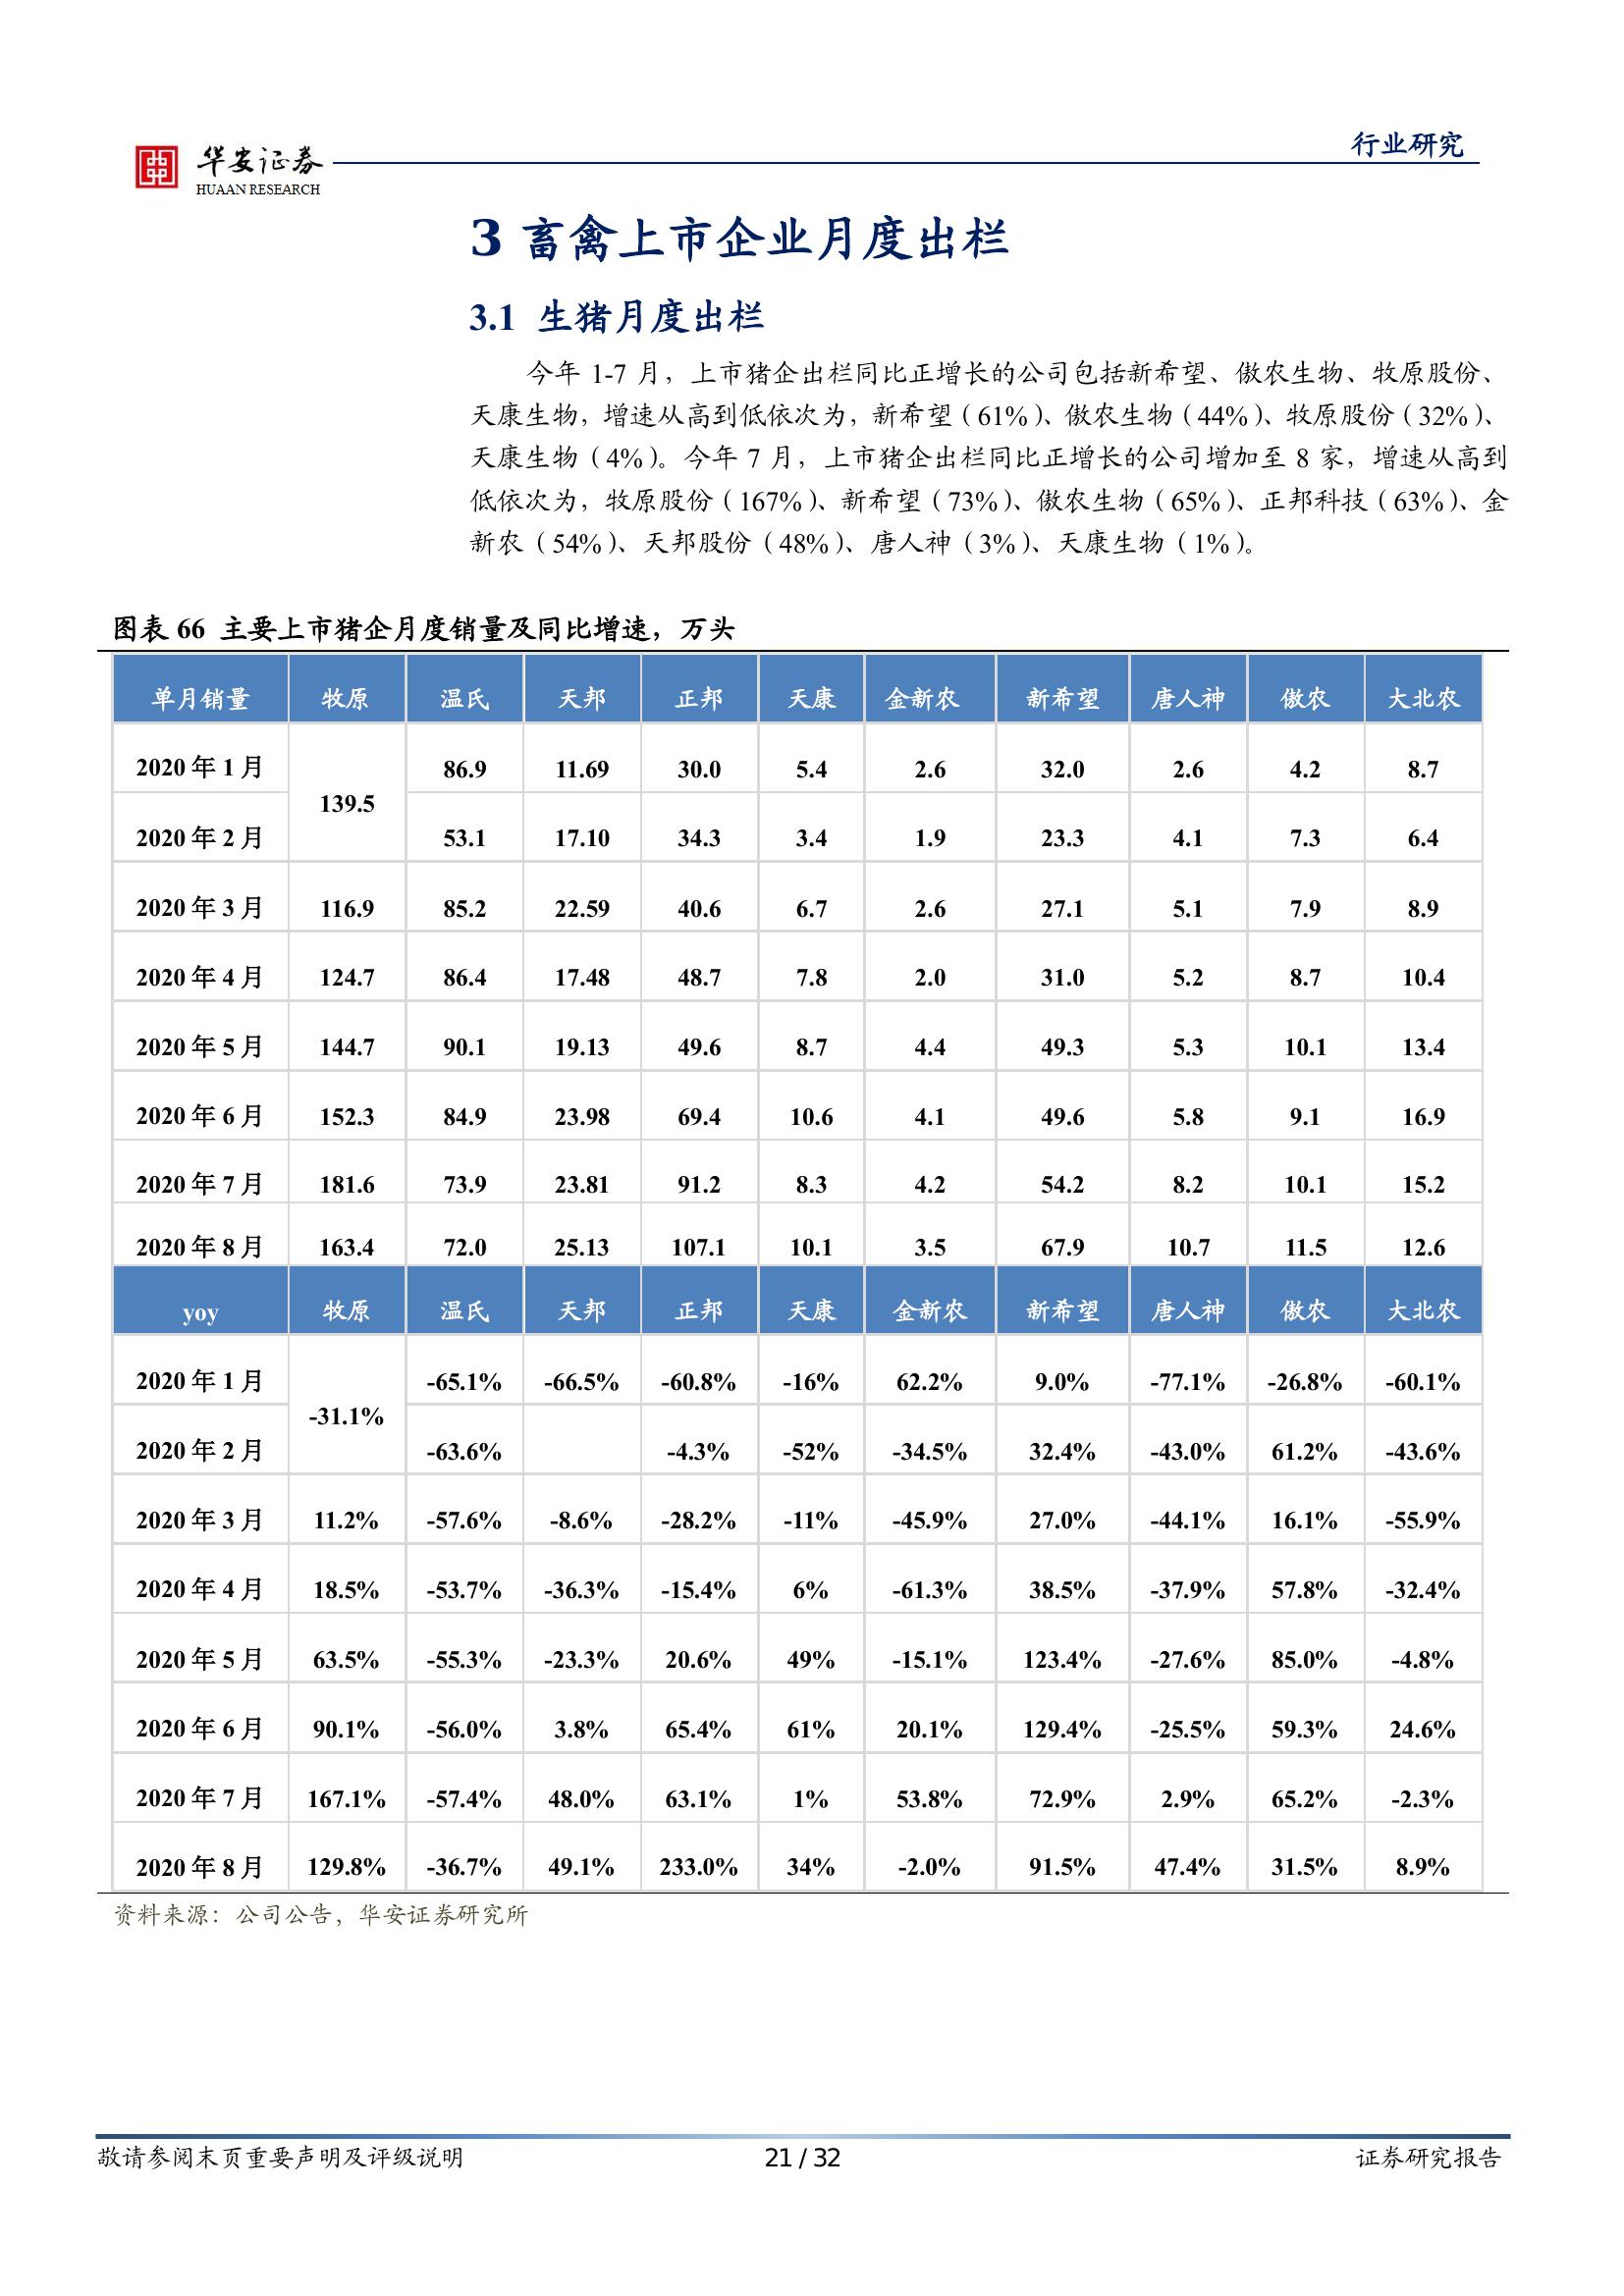 华安证券
HUAAN RESEARCH
行业研究
3 畜禽上市企业月度出栏
3.1 生猪月度出栏
今年 1-7 月，上市猪企出栏同比正增长的公司包括新希望、傲农生物、牧原股份、
天康生物，增速从高到低依次为，新希望（61%）、傲农生物（44%）、牧原股份（32%）、
天康生物（4%）。今年 7 月，上市猪企出栏同比正增长的公司增加至 8 家，增速从高到
低依次为，牧原股份（167%）、新希望（73%）、傲农生物（65%）、正邦科技（63%）、金
新农（54%）、天邦股份（48%）、唐人神（3%）、天康生物（1%）。
图表 66 主要上市猪企月度销量及同比增速，万头
单月销量 牧原 温氏 天邦 正邦 天康 金新农 新希望 唐人神 傲农 大北农
2020 年 1 月 139.5 86.9 11.69 30.0 5.4 2.6 32.0 2.6 4.2 8.7
2020 年 2 月 53.1 17.10 34.3 3.4 1.9 23.3 4.1 7.3 6.4
2020 年 3 月 116.9 85.2 22.59 40.6 6.7 2.6 27.1 5.1 7.9 8.9
2020 年 4 月 124.7 86.4 17.48 48.7 7.8 2.0 31.0 5.2 8.7 10.4
2020 年 5 月 144.7 90.1 19.13 49.6 8.7 4.4 49.3 5.3 10.1 13.4
2020 年 6 月 152.3 84.9 23.98 69.4 10.6 4.1 49.6 5.8 9.1 16.9
2020 年 7 月 181.6 73.9 23.81 91.2 8.3 4.2 54.2 8.2 10.1 15.2
2020 年 8 月 163.4 72.0 25.13 107.1 10.1 3.5 67.9 10.7 11.5 12.6
yoy 牧原 温氏 天邦 正邦 天康 金新农 新希望 唐人神 傲农 大北农
2020 年 1 月 -31.1% -65.1% -66.5% -60.8% -16% 62.2% 9.0% -77.1% -26.8% -60.1%
2020 年 2 月 -63.6% -4.3% -52% -34.5% 32.4% -43.0% 61.2% -43.6%
2020 年 3 月 11.2% -57.6% -8.6% -28.2% -11% -45.9% 27.0% -44.1% 16.1% -55.9%
2020 年 4 月 18.5% -53.7% -36.3% -15.4% 6% -61.3% 38.5% -37.9% 57.8% -32.4%
2020 年 5 月 63.5% -55.3% -23.3% 20.6% 49% -15.1% 123.4% -27.6% 85.0% -4.8%
2020 年 6 月 90.1% -56.0% 3.8% 65.4% 61% 20.1% 129.4% -25.5% 59.3% 24.6%
2020 年 7 月 167.1% -57.4% 48.0% 63.1% 1% 53.8% 72.9% 2.9% 65.2% -2.3%
2020 年 8 月 129.8% -36.7% 49.1% 233.0% 34% -2.0% 91.5% 47.4% 31.5% 8.9%
资料来源：公司公告，华安证券研究所
敬请参阅末页重要声明及评级说明 21 / 32 证券研究报告